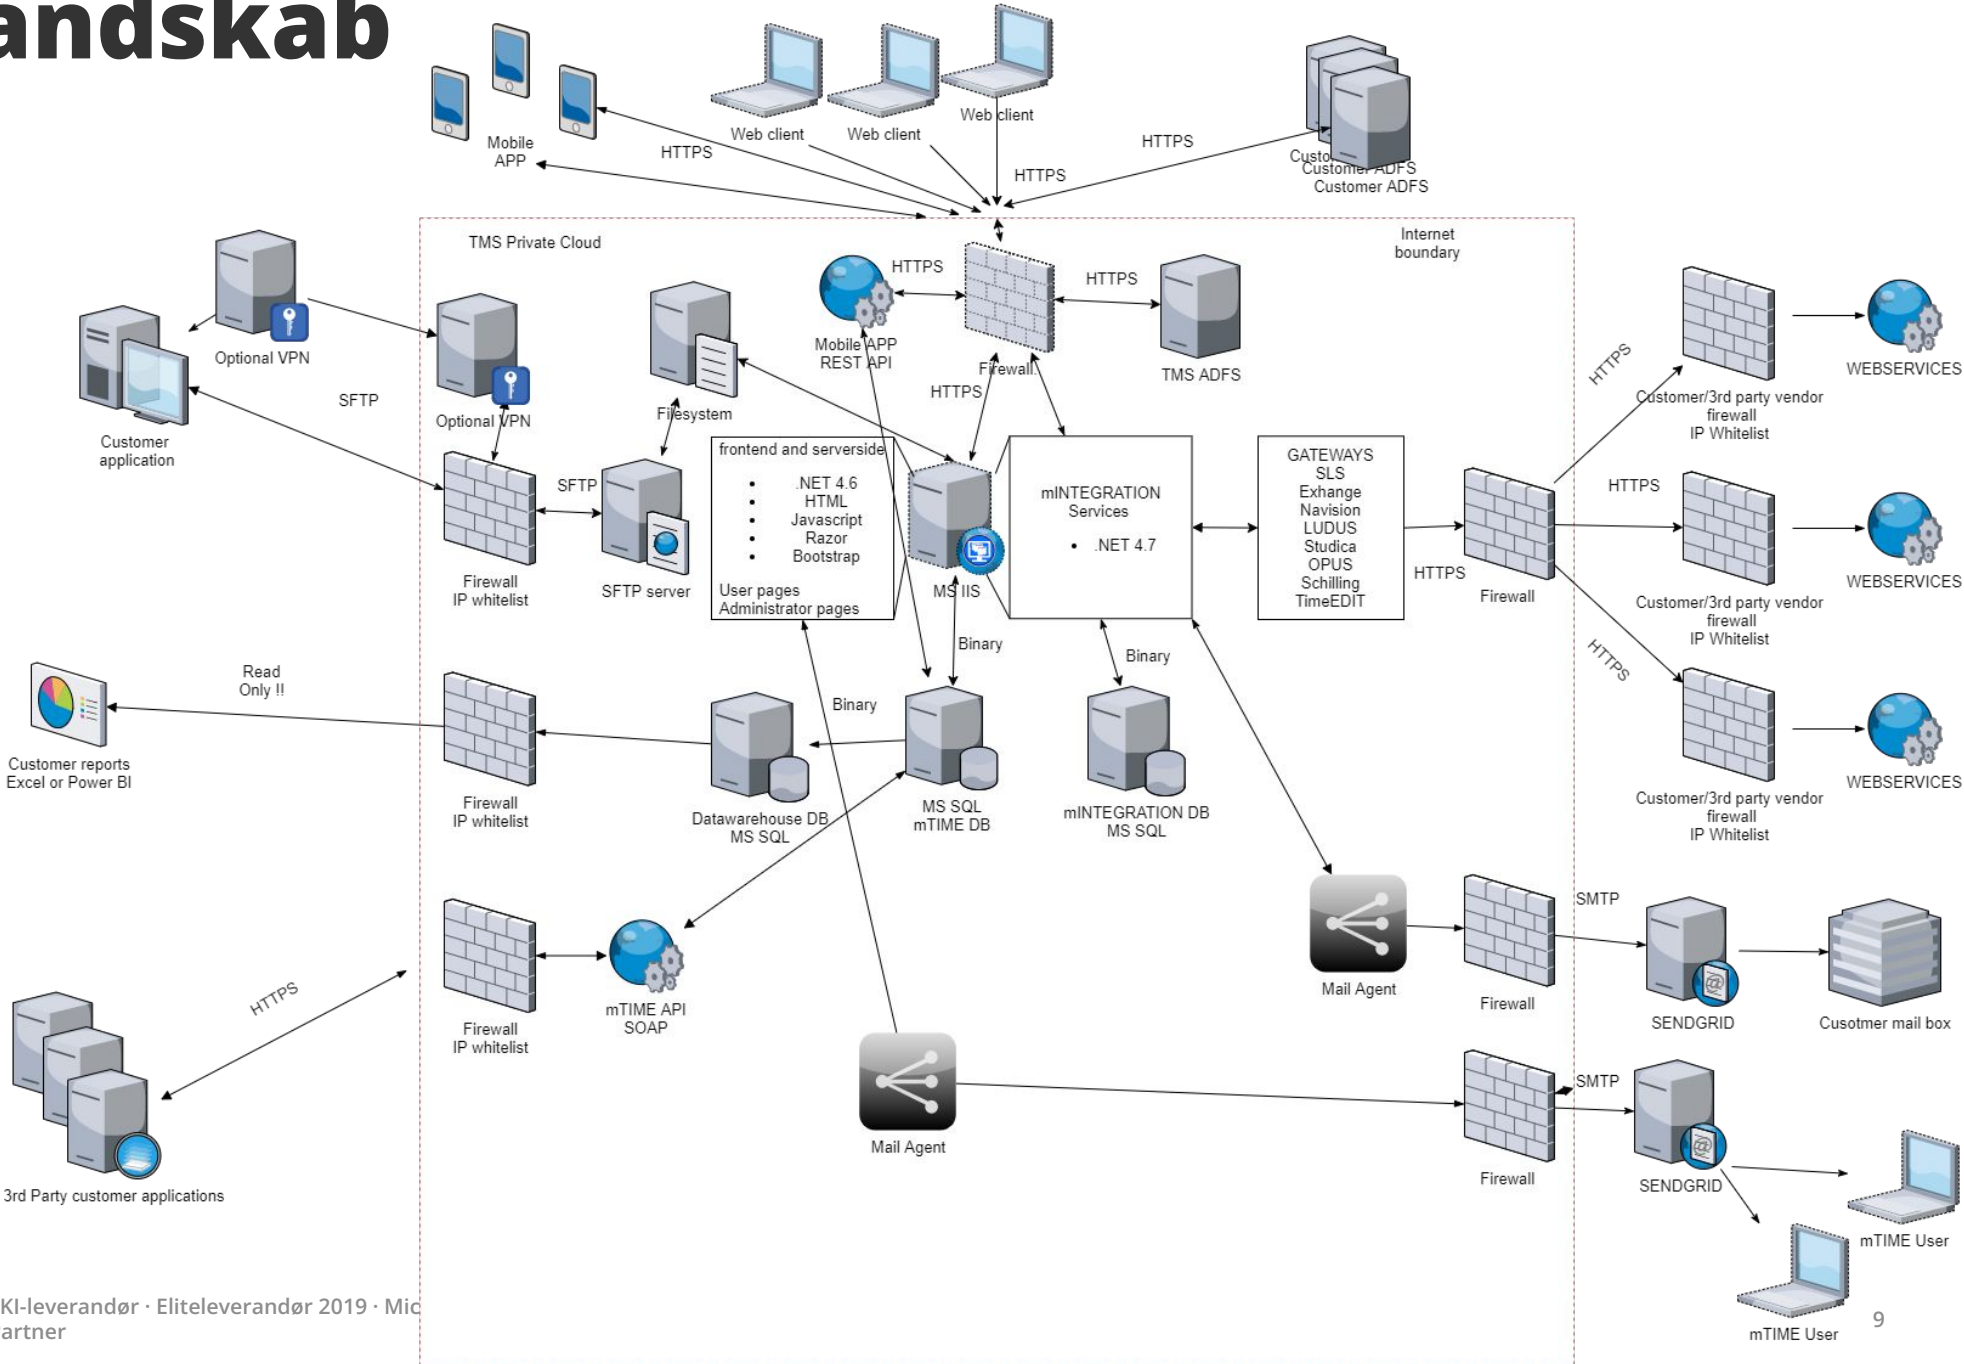 andskab
Mobile
APP
HTTPS
Web client
Web client
Web client
HTTPS
HTTPS
Customer ADFS
Customer ADFS
TMS Private Cloud
Internet
boundary
Optional VPN
Customer
application
SFTP
Optional VPN
Filesystem
Mobile APP
REST API
HTTPS
Firewall
HTTPS
HTTPS
TMS ADFS
Firewall
IP whitelist
SFTP
SFTP server
frontend and serverside
• .NET 4.6
• HTML
• Javascript
• Razor
• Bootstrap
User pages
Administrator pages
MS IIS
mINTEGRATION
Services
• .NET 4.7
GATEWAYS
SLS
Exhange
Navision
LUDUS
Studica
OPUS
Schilling
TimeEDIT
HTTPS
Firewall
HTTPS
HTTPS
HTTPS
Customer/3rd party vendor
firewall
IP Whitelist
WEBSERVICES
Customer/3rd party vendor
firewall
IP Whitelist
WEBSERVICES
Customer/3rd party vendor
firewall
IP Whitelist
WEBSERVICES
Read
Only !!
Customer reports
Excel or Power BI
Firewall
IP whitelist
Datawarehouse DB
MS SQL
Binary
Binary
MS SQL
mTIME DB
Binary
mINTEGRATION DB
MS SQL
HTTPS
3rd Party customer applications
Firewall
IP whitelist
mTIME API
SOAP
Mail Agent
Mail Agent
Firewall
SMTP
SENDGRID
Cusotmer mail box
Firewall
SMTP
SENDGRID
mTIME User
mTIME User
KI-leverandør · Eliteleverandør 2019 · Mic
artner
9